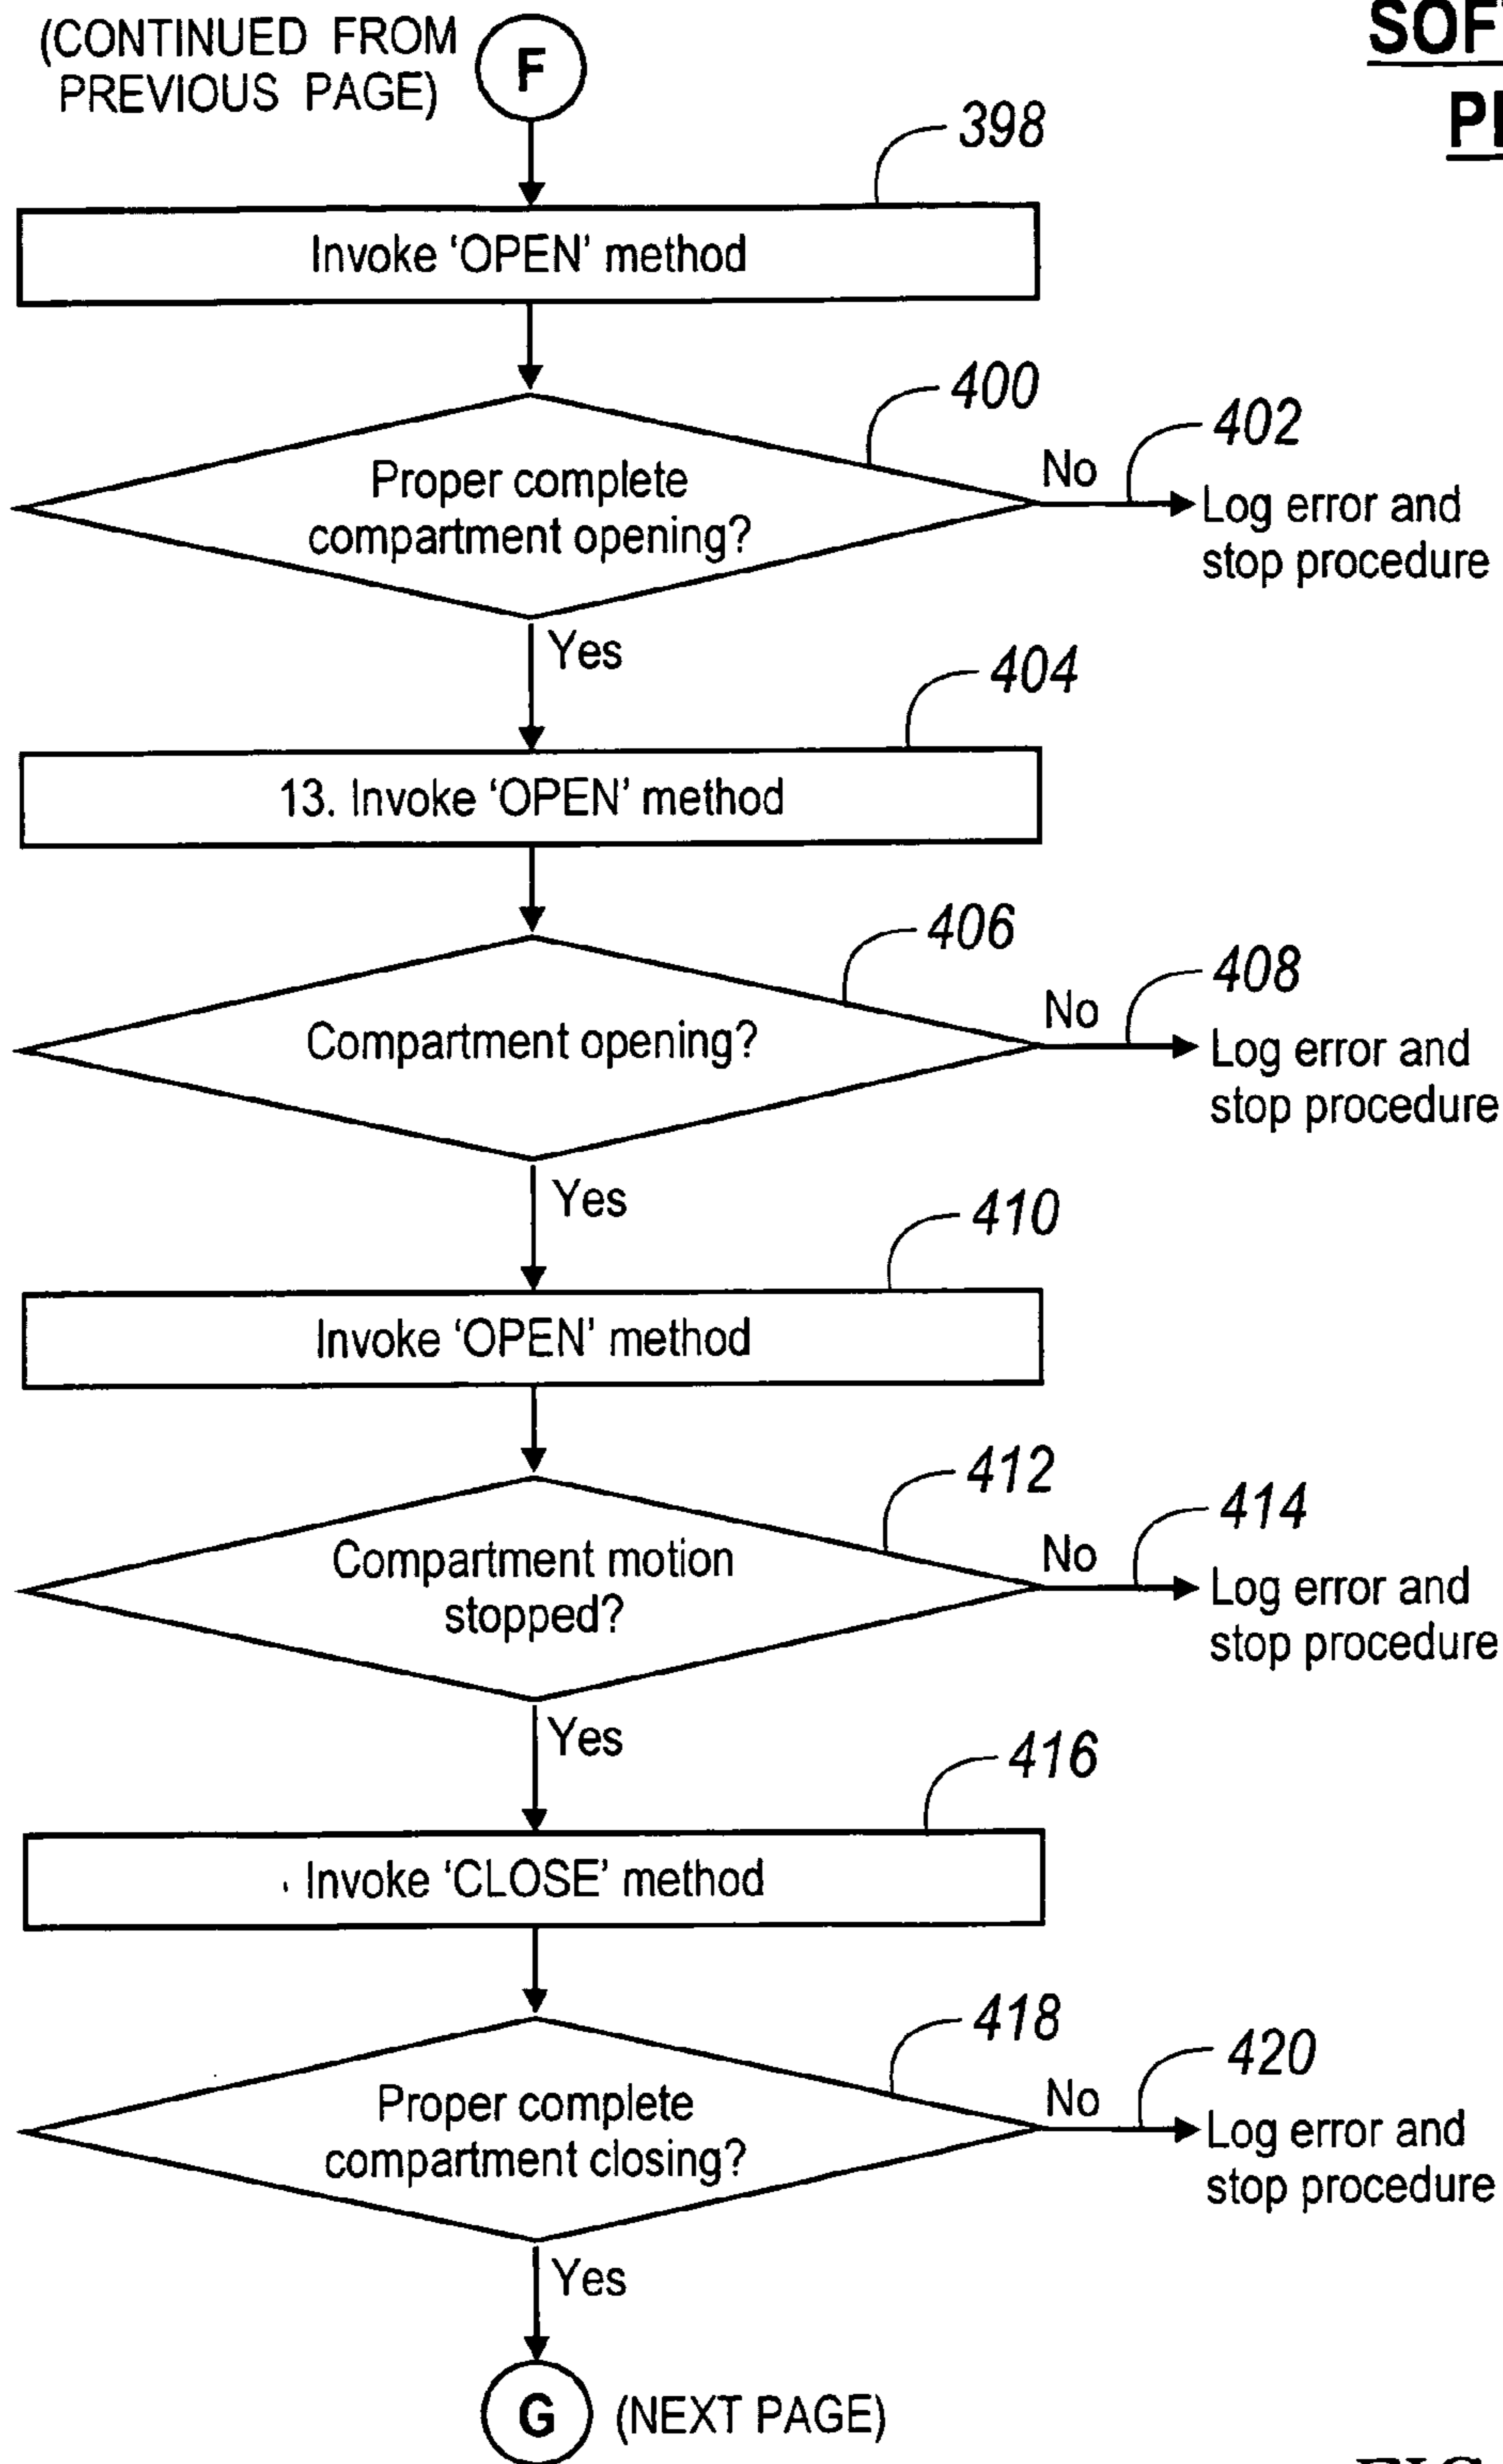 (CONTINUED FROM
PREVIOUS PAGE)
F
398
Invoke ‘OPEN’ method
400
Proper complete
compartment opening?
No
402
Log error and
stop procedure
Yes
404
13. Invoke ‘OPEN’ method
406
Compartment opening?
No
408
Log error and
stop procedure
Yes
410
Invoke ‘OPEN’ method
412
Compartment motion
stopped?
No
414
Log error and
stop procedure
Yes
416
Invoke ‘CLOSE’ method
418
Proper complete
compartment closing?
No
420
Log error and
stop procedure
Yes
G
(NEXT PAGE)